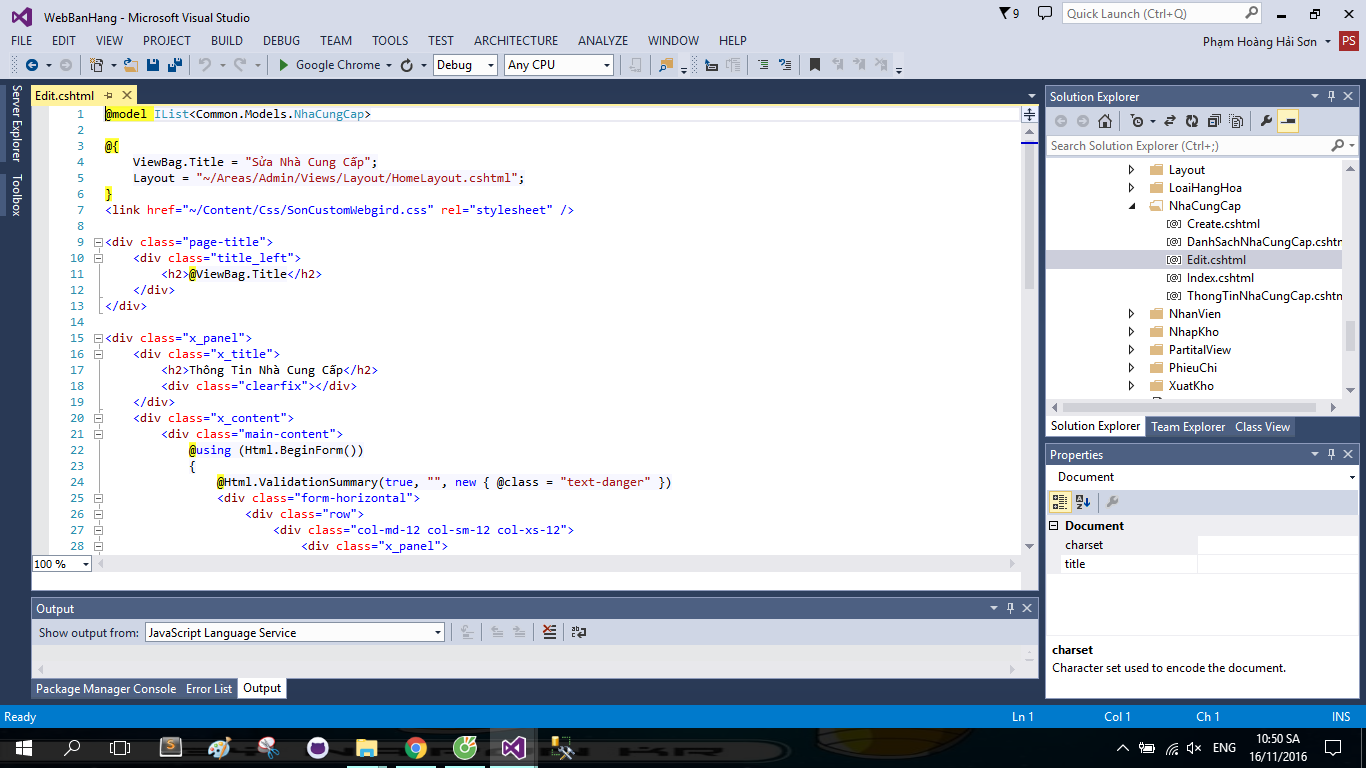 WebBanHang - Microsoft Visual Studio
9
Quick Launch (Ctrl+Q)
FILE EDIT VIEW PROJECT BUILD DEBUG TEAM TOOLS TEST ARCHITECTURE ANALYZE WINDOW HELP
Phạm Hoàng Hải Sơn
PS
Google Chrome
Debug
Any CPU
Server Explorer
Toolbox
Edit.cshtml
1 @model IList<Common.Models.NhaCungCap>
2
3 @{
4 ViewBag.Title = "Sửa Nhà Cung Cấp";
5 Layout = "~/Areas/Admin/Views/Layout/HomeLayout.cshtml";
6 }
7 <link href="~/Content/Css/SonCustomWebgird.css" rel="stylesheet" />
8
9 <div class="page-title">
10 <div class="title_left">
11 <h2>@ViewBag.Title</h2>
12 </div>
13 </div>
14
15 <div class="x_panel">
16 <div class="x_title">
17 <h2>Thông Tin Nhà Cung Cấp</h2>
18 <div class="clearfix"></div>
19 </div>
20 <div class="x_content">
21 <div class="main-content">
22 @using (Html.BeginForm())
23 {
24 @Html.ValidationSummary(true, "", new { @class = "text-danger" })
25 <div class="form-horizontal">
26 <div class="row">
27 <div class="col-md-12 col-sm-12 col-xs-12">
28 <div class="x_panel">
100 %
Output
Show output from:
JavaScript Language Service
Package Manager Console Error List Output
Solution Explorer
Search Solution Explorer (Ctrl+;)
Layout
LoaiHangHoa
NhaCungCap
Create.cshtml
DanhSachNhaCungCap.cshtm
Edit.cshtml
Index.cshtml
ThongTinNhaCungCap.cshtm
NhanVien
NhapKho
PartitalView
PhieuChi
XuatKho
Solution Explorer Team Explorer Class View
Properties
Document
Document
charset
title
charset
Character set used to encode the document.
Ready
Ln 1
Col 1
Ch 1
INS
ENG
10:50 SA
16/11/2016